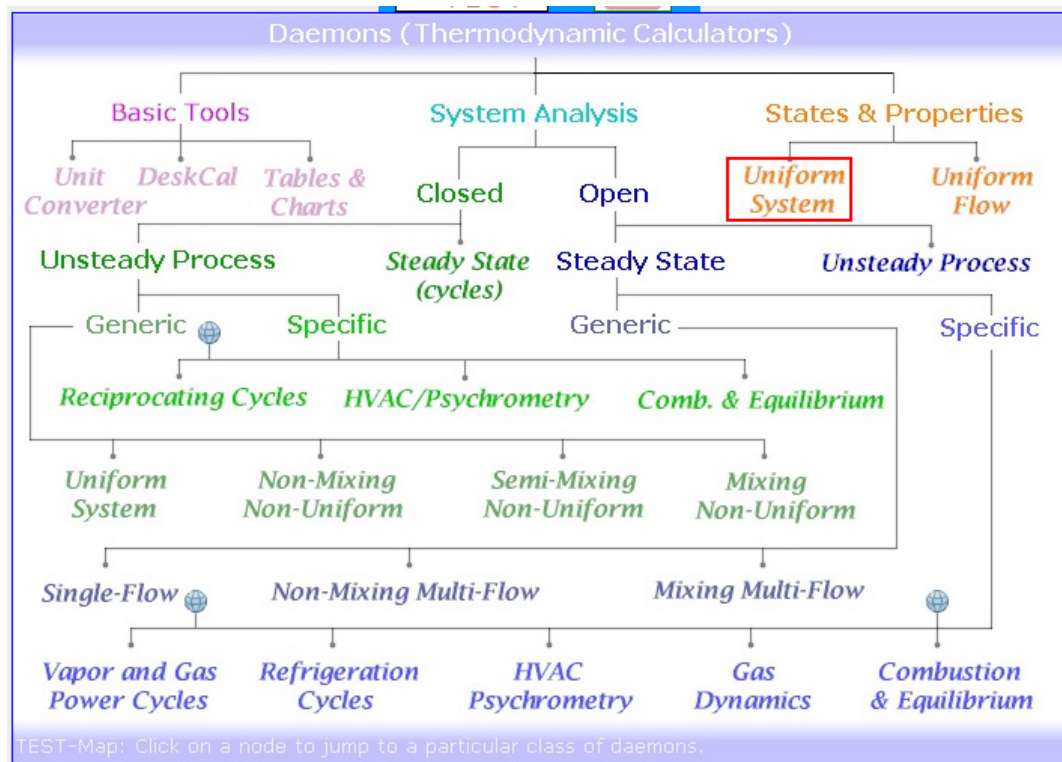 Daemons (Thermodynamic Calculators)
Basic Tools
System Analysis
States & Properties
Unit
Converter
DeskCal
Tables &
Charts
Closed
Open
Uniform
System
Uniform
Flow
Unsteady Process
Steady State
(cycles)
Steady State
Unsteady Process
Generic
Specific
Generic
Specific
Reciprocating Cycles
HVAC/Psychrometry
Comb. & Equilibrium
Uniform
System
Non-Mixing
Non-Uniform
Semi-Mixing
Non-Uniform
Mixing
Non-Uniform
Single-Flow
Non-Mixing Multi-Flow
Mixing Multi-Flow
Vapor and Gas
Power Cycles
Refrigeration
Cycles
HVAC
Psychrometry
Gas
Dynamics
Combustion
& Equilibrium
TEST-Map: Click on a node to jump to a particular class of daemons.